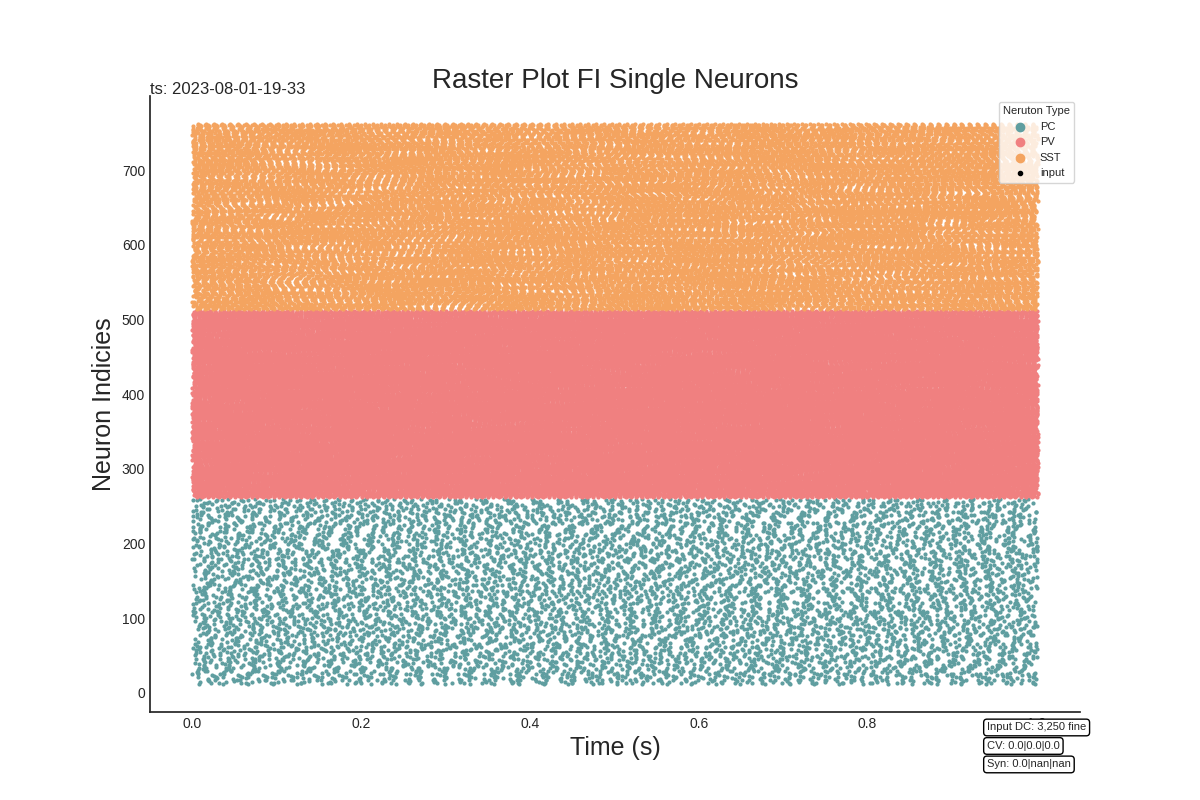 Raster Plot FI Single Neurons
ts: 2023-08-01-19-33
Neruton Type
PC
PV
SST
input
Neuron Indicies
700
600
500
400
300
200
100
0
0.0 0.2 0.4 0.6 0.8
Time (s)
Input DC: 3,250 fine
CV: 0.0|0.0|0.0
Syn: 0.0|nan|nan